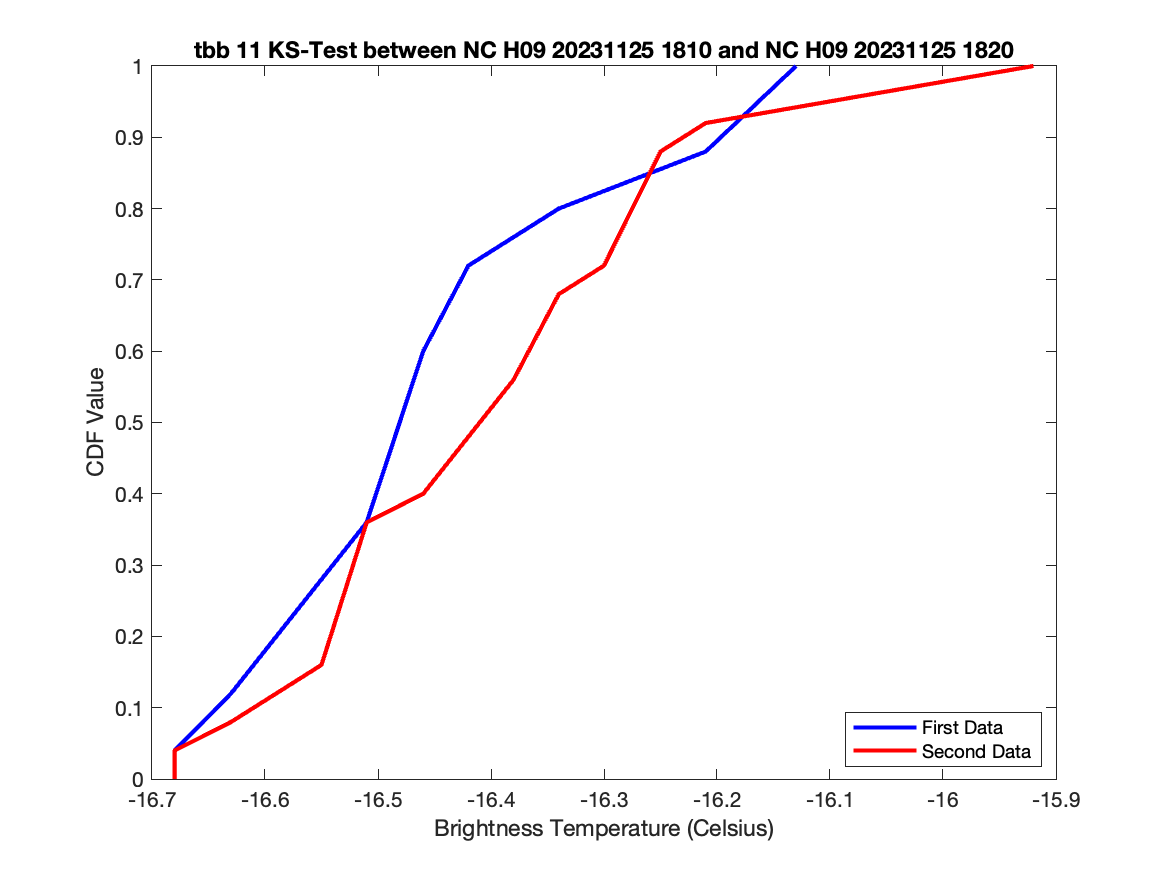 tbb 11 KS-Test between NC H09 20231125 1810 and NC H09 20231125 1820
1
0.9
0.8
0.7
0.6
0.5
0.4
0.3
0.2
0.1
0
CDF Value
-16.7 -16.6 -16.5 -16.4 -16.3 -16.2 -16.1 -16 -15.9
Brightness Temperature (Celsius)
First Data
Second Data